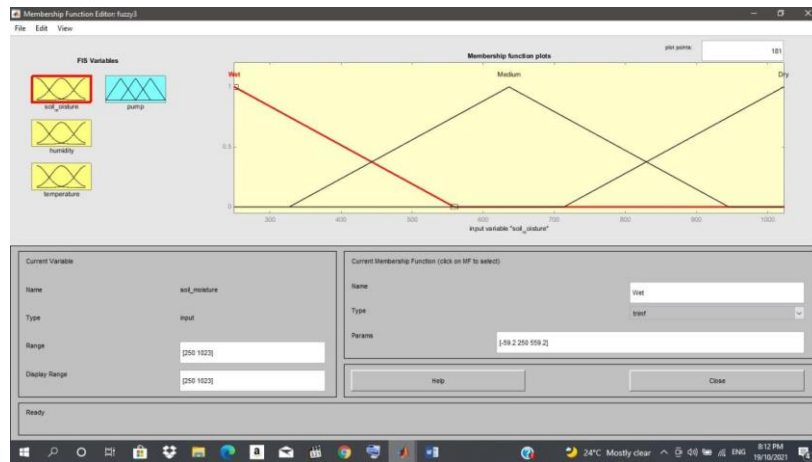 Membership Function Editor: fuzzy3
File Edit View
FIS Variables
soil_moisture
pump
humidity
temperature
Membership function plots
plot points:
181
Wet
Medium
Dry
1
0.5
0
300 400 500 600 700 800 900 1000
input variable "soil_moisture"
Current Variable
Name soil_moisture
Type input
Range [250 1023]
Display Range [250 1023]
Current Membership Function (click on MF to select)
Name Wet
Type trimf
Params [-59.2 250 559.2]
Help Close
Ready
24°C Mostly clear ENG
8:12 PM
19/10/2021